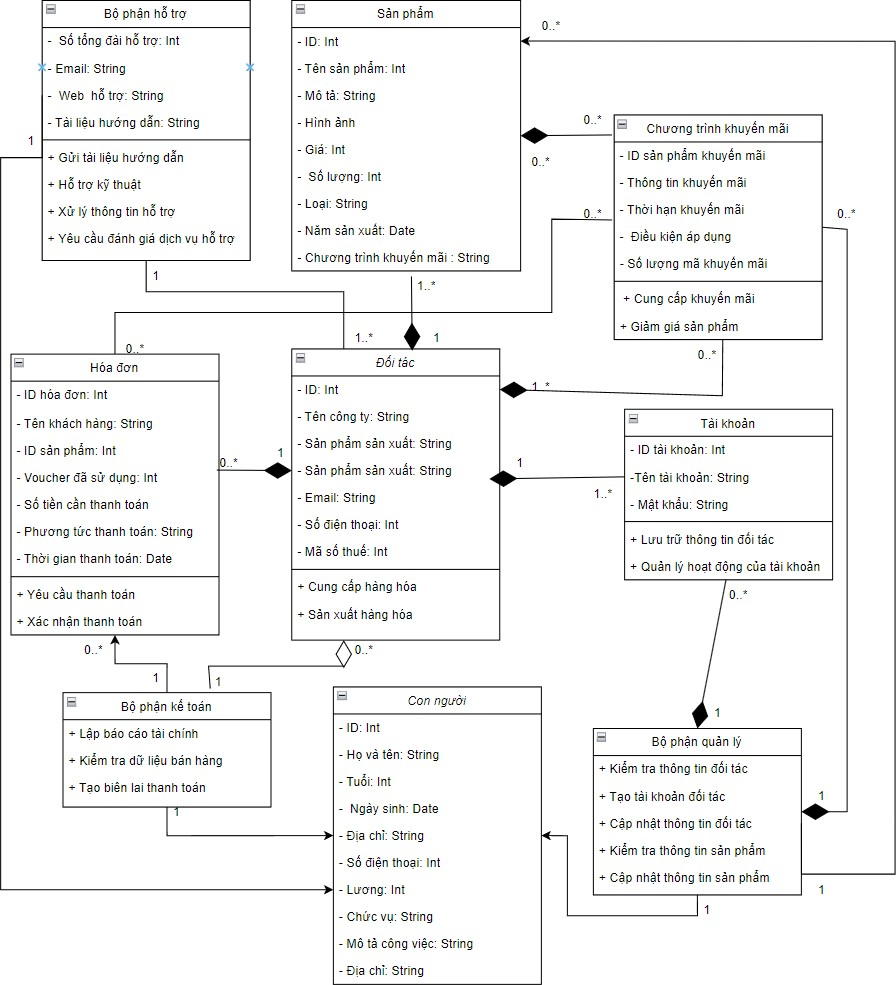 Bộ phận hỗ trợ
- Số tổng đài hỗ trợ: Int
- Email: String
- Web hỗ trợ: String
- Tài liệu hướng dẫn: String
+ Gửi tài liệu hướng dẫn
+ Hỗ trợ kỹ thuật
+ Xử lý thông tin hỗ trợ
+ Yêu cầu đánh giá dịch vụ hỗ trợ
1
1
1..*
Sản phẩm
- ID: Int
- Tên sản phẩm: Int
- Mô tả: String
- Hình ảnh
- Giá: Int
- Số lượng: Int
- Loại: String
- Năm sản xuất: Date
- Chương trình khuyến mãi : String
0..*
0..*
0..*
1..*
1
Chương trình khuyến mãi
- ID sản phẩm khuyến mãi
- Thông tin khuyến mãi
- Thời hạn khuyến mãi
- Điều kiện áp dụng
- Số lượng mã khuyến mãi
+ Cung cấp khuyến mãi
+ Giảm giá sản phẩm
0..*
0..*
0..*
1..*
Hóa đơn
- ID hóa đơn: Int
- Tên khách hàng: String
- ID sản phẩm: Int
- Voucher đã sử dụng: Int
- Số tiền cần thanh toán
- Phương tức thanh toán: String
- Thời gian thanh toán: Date
+ Yêu cầu thanh toán
+ Xác nhận thanh toán
0..*
0..*
1
0..*
Đối tác
- ID: Int
- Tên công ty: String
- Sản phẩm sản xuất: String
- Sản phẩm sản xuất: String
- Email: String
- Số điện thoại: Int
- Mã số thuế: Int
+ Cung cấp hàng hóa
+ Sản xuất hàng hóa
1
1..*
0..*
Tài khoản
- ID tài khoản: Int
-Tên tài khoản: String
- Mật khẩu: String
+ Lưu trữ thông tin đối tác
+ Quản lý hoạt động của tài khoản
0..*
1
Bộ phận kế toán
+ Lập báo cáo tài chính
+ Kiểm tra dữ liệu bán hàng
+ Tạo biên lai thanh toán
1
1
1
Con người
- ID: Int
- Họ và tên: String
- Tuổi: Int
- Ngày sinh: Date
- Địa chỉ: String
- Số điện thoại: Int
- Lương: Int
- Chức vụ: String
- Mô tả công việc: String
- Địa chỉ: String
Bộ phận quản lý
+ Kiểm tra thông tin đối tác
+ Tạo tài khoản đối tác
+ Cập nhật thông tin đối tác
+ Kiểm tra thông tin sản phẩm
+ Cập nhật thông tin sản phẩm
1
1
1